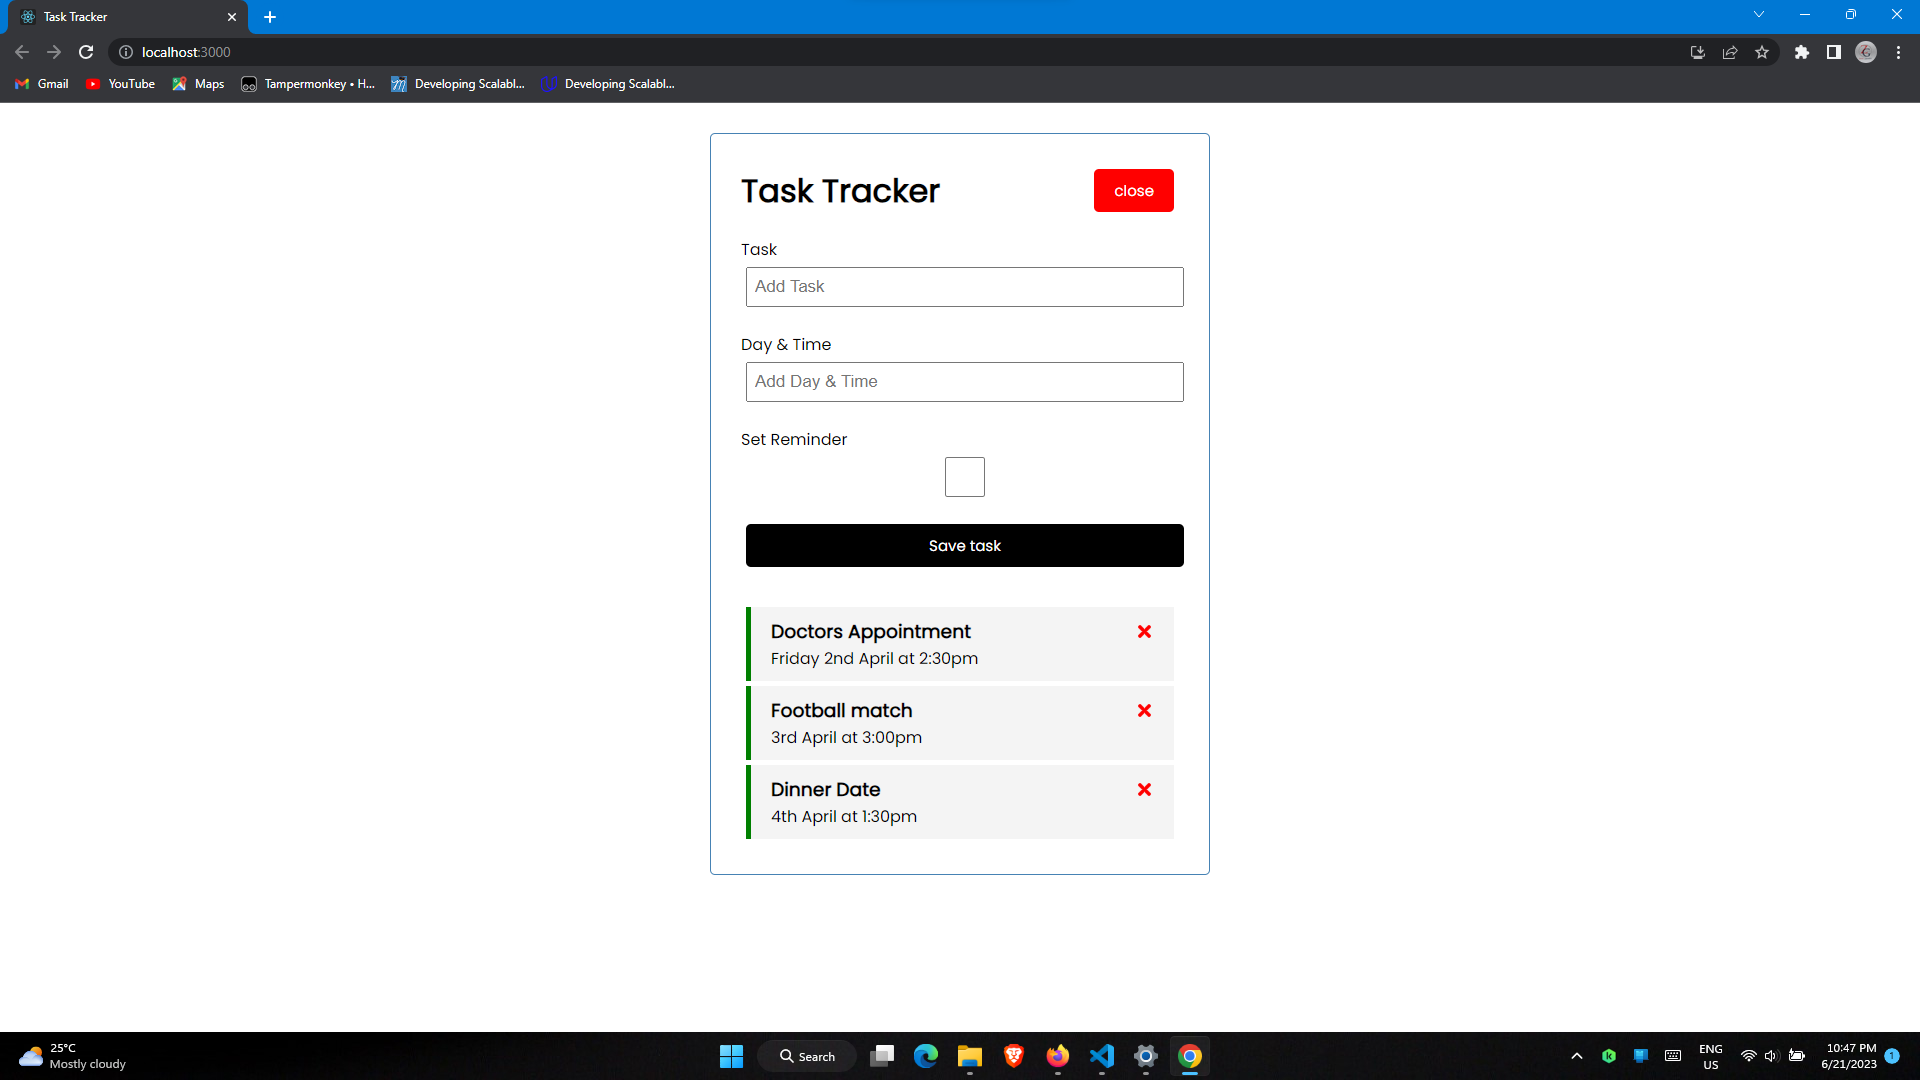 Task Tracker
localhost:3000
Gmail
YouTube
Maps
Tampermonkey • H...
Developing Scalabl...
Developing Scalabl...
Task Tracker
close
Task
Add Task
Day & Time
Add Day & Time
Set Reminder
Save task
Doctors Appointment
Friday 2nd April at 2:30pm
Football match
3rd April at 3:00pm
Dinner Date
4th April at 1:30pm
25°C
Mostly cloudy
Search
ENG
US
10:47 PM
6/21/2023
1